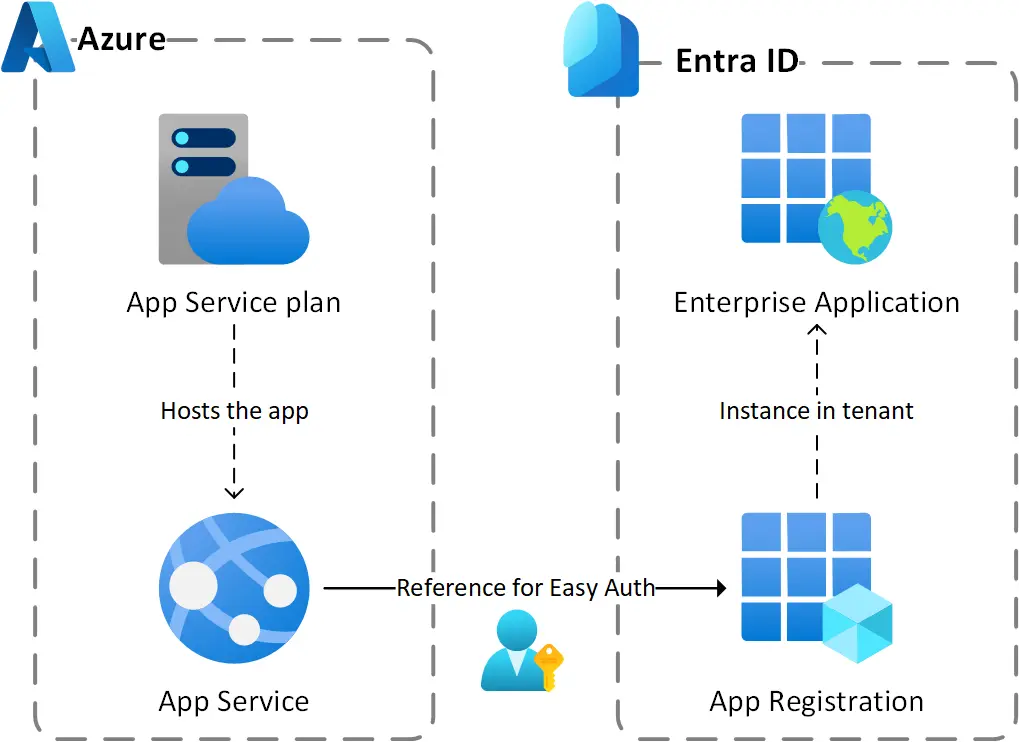 Azure
Entra ID
App Service plan
Enterprise Application
Hosts the app
Instance in tenant
Reference for Easy Auth
App Service
App Registration